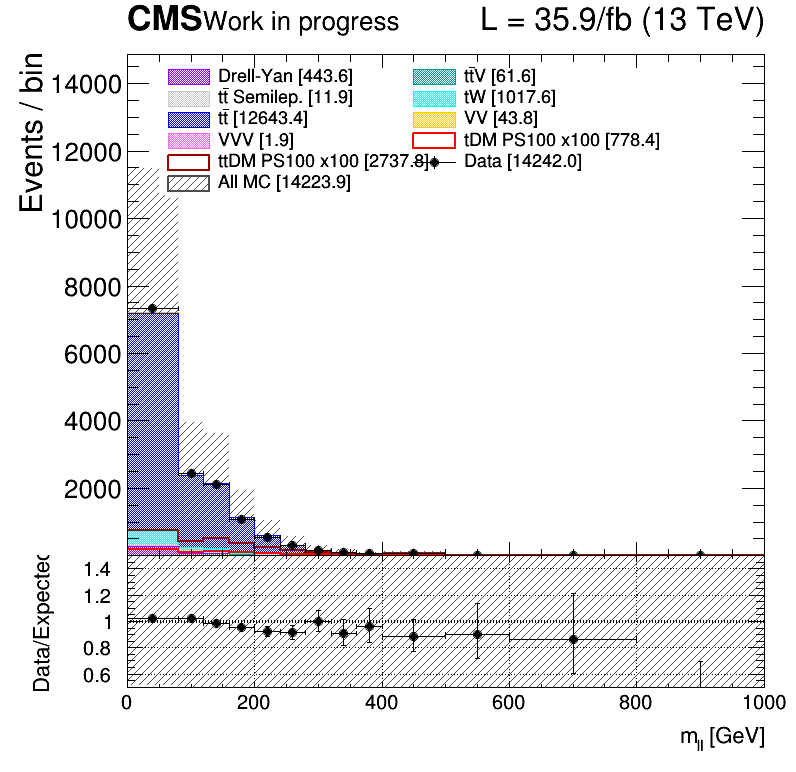 CMS Work in progress L = 35.9/fb (13 TeV)
Events / bin
14000
12000
10000
8000
6000
4000
2000
Drell-Yan [443.6] tt̄V [61.6]
tt̄ Semilep. [11.9] tW [1017.6]
tt̄ [12643.4] VV [43.8]
VVV [1.9] tDM PS100 x100 [778.4]
ttDM PS100 x100 [2737.8] Data [14242.0]
All MC [14223.9]
Data/Expected
1.4
1.2
1
0.8
0.6
0 200 400 600 800 1000
m_ll [GeV]